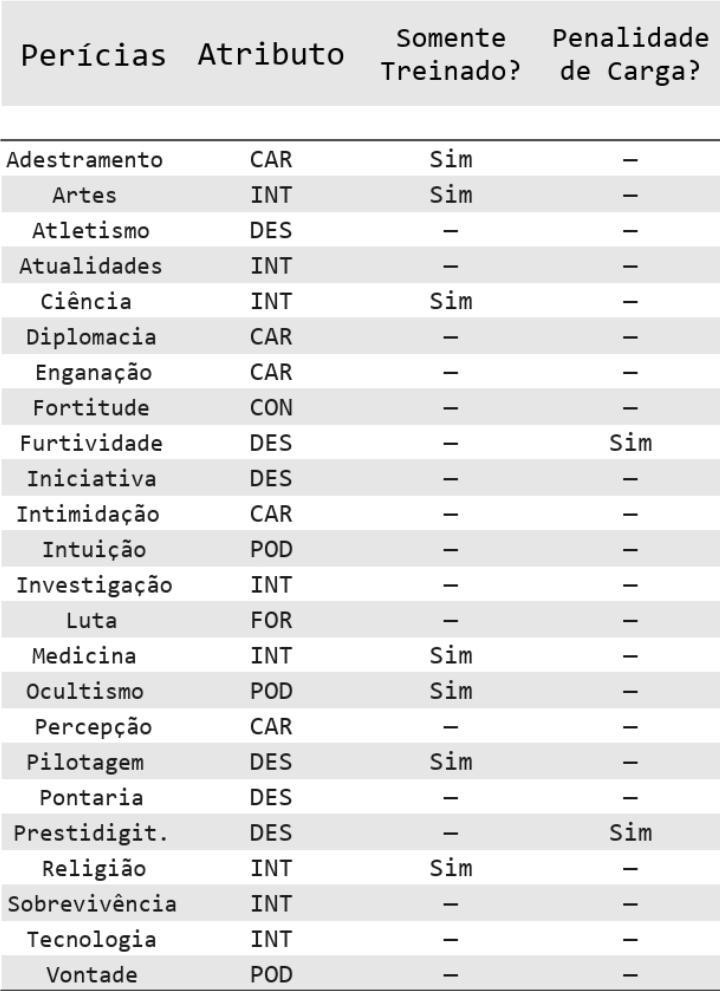 Perícias Atributo Somente Treinado? Penalidade de Carga?
Adestramento CAR Sim —
Artes INT Sim —
Atletismo DES — —
Atualidades INT — —
Ciência INT Sim —
Diplomacia CAR — —
Enganação CAR — —
Fortitude CON — —
Furtividade DES — Sim
Iniciativa DES — —
Intimidação CAR — —
Intuição POD — —
Investigação INT — —
Luta FOR — —
Medicina INT Sim —
Ocultismo POD Sim —
Percepção CAR — —
Pilotagem DES Sim —
Pontaria DES — —
Prestidigit. DES — Sim
Religião INT Sim —
Sobrevivência INT — —
Tecnologia INT — —
Vontade POD — —